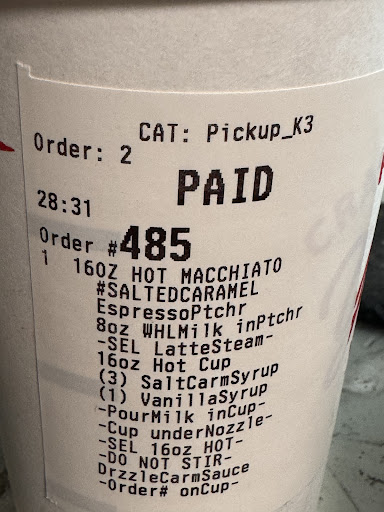 CAT: Pickup_K3
Order: 2
PAID
28:31
Order #485
1 16OZ HOT MACCHIATO
#SALTEDCARAMEL
EspressoPtchr
8oz WHLMilk inPtchr
-SEL LatteSteam-
16oz Hot Cup
(3) SaltCarmSyrup
(1) VanillaSyrup
-PourMilk inCup-
-Cup underNozzle-
-SEL 16oz HOT-
-DO NOT STIR-
DrzzleCarmSauce
-Order# onCup-